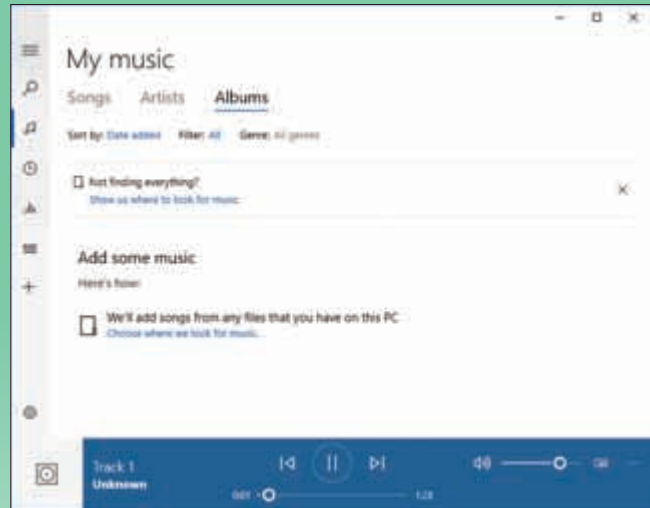 My music
Songs Artists Albums
Sort by: Date added Filter: All Genre: All genres
Not finding everything?
Show us where to look for music
Add some music
Here's how:
We'll add songs from any files that you have on this PC
Choose where we look for music
Track 1
Unknown
0:01